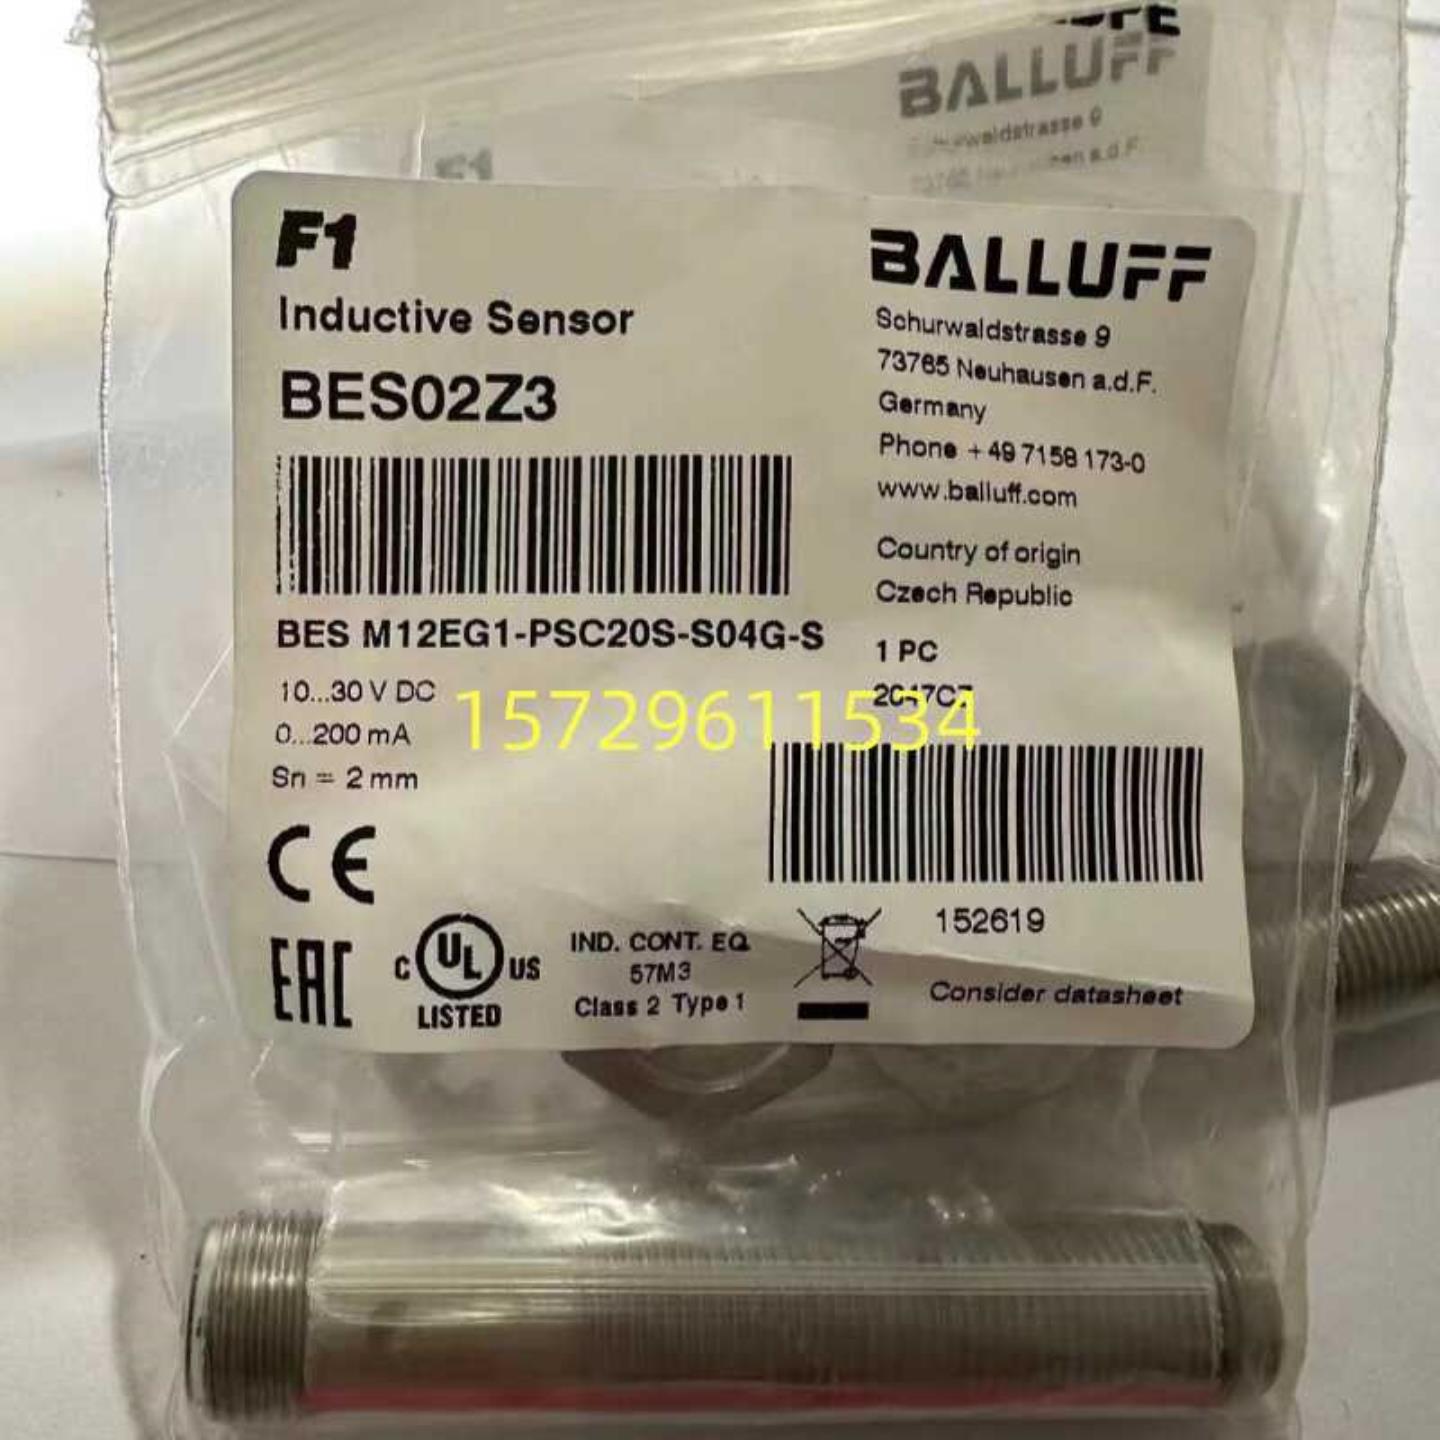 BALLUFF
F1
F1
Inductive Sensor
BES02Z3
BES M12EG1-PSC20S-S04G-S
10...30 V DC
0...200 mA
Sn = 2 mm
CE
EAC
C UL US
LISTED
IND. CONT. EQ
57M3
Class 2 Type 1
BALLUFF
Schurwaldstrasse 9
73765 Neuhausen a.d.F.
Germany
Phone +49 7158 173-0
www.balluff.com
Country of origin
Czech Republic
1 PC
15729611534
152619
Consider datasheet